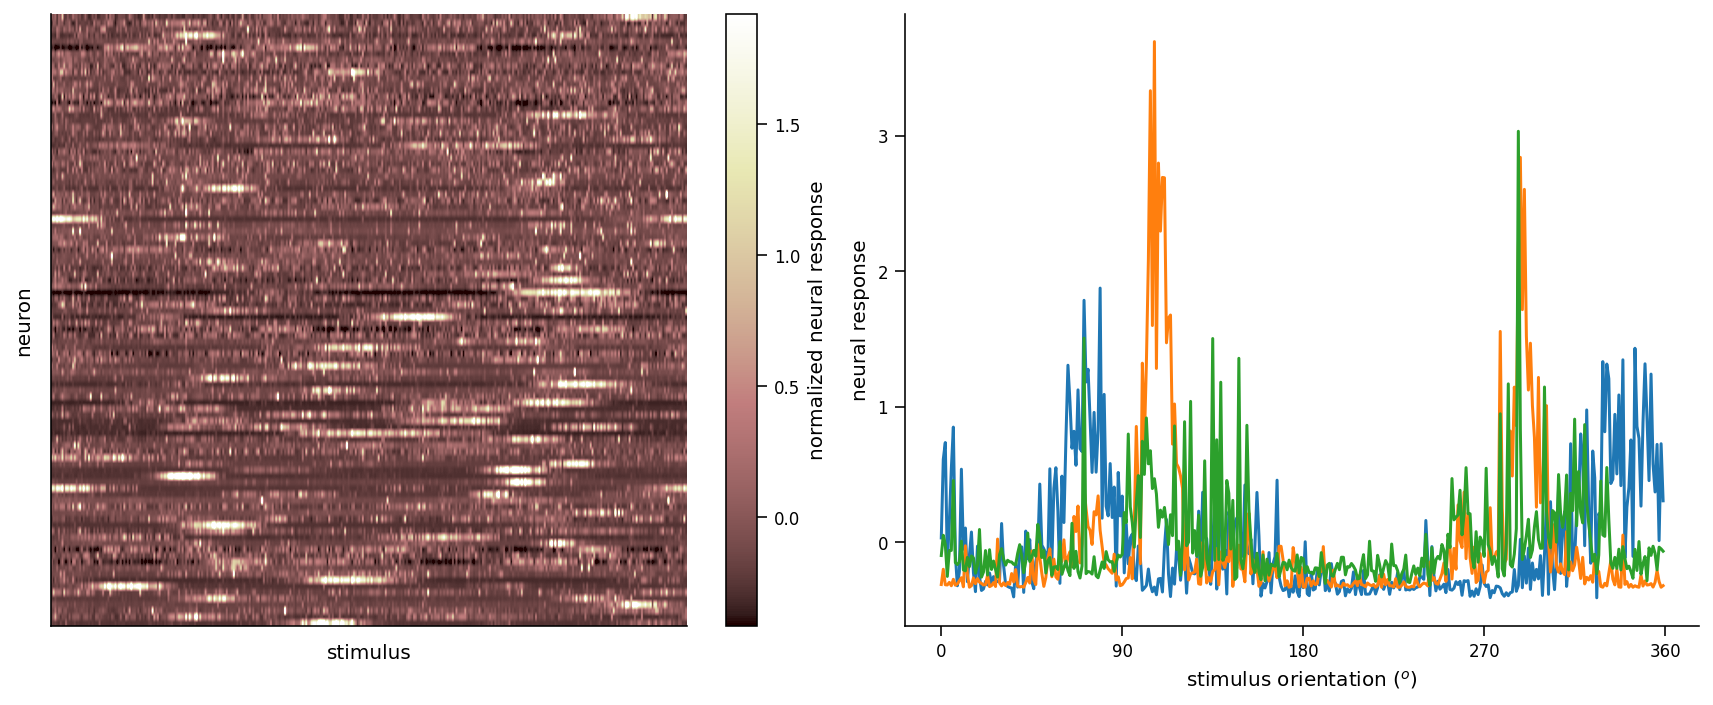 neuron
stimulus
1.5
1.0
0.5
0.0
normalized neural response
neural response
3
2
1
0
0 90 180 270 360
stimulus orientation (o)